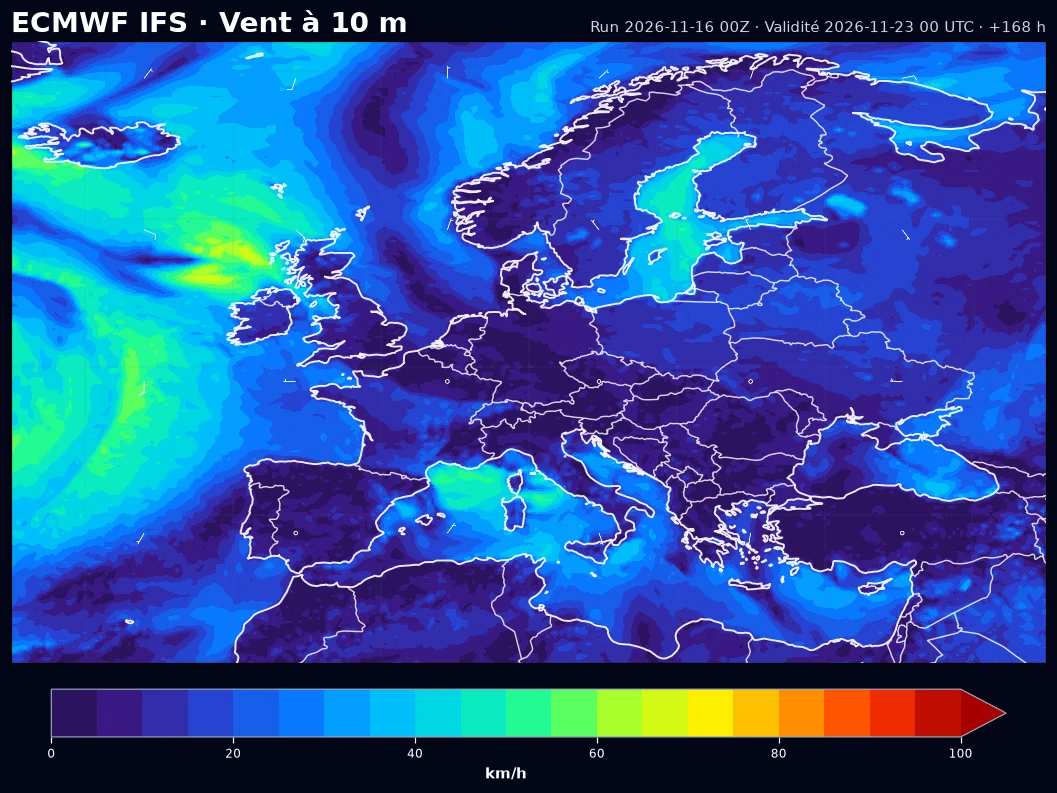 ECMWF IFS · Vent à 10 m
Run 2026-11-16 00Z · Validité 2026-11-23 00 UTC · +168 h
0 20 40 60 80 100
km/h